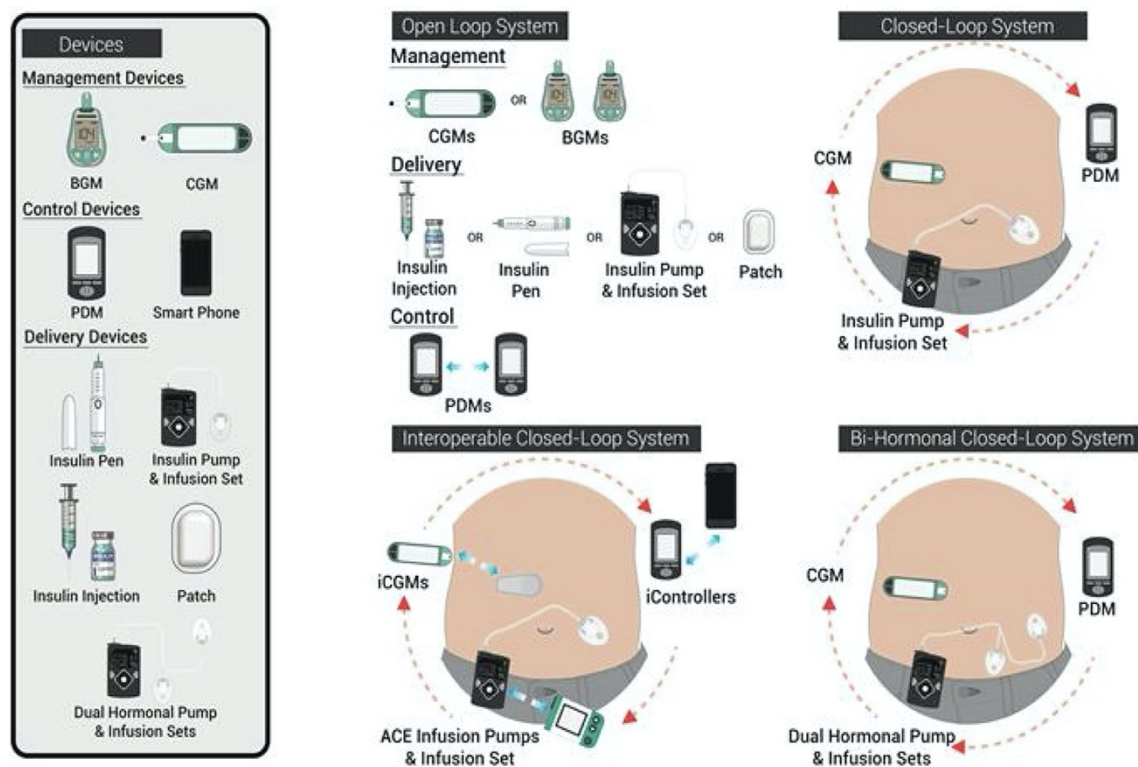 Devices
Management Devices
104
BGM
CGM
Control Devices
PDM
Smart Phone
Delivery Devices
Insulin Pen
Insulin Pump
& Infusion Set
Insulin Injection
Patch
Dual Hormonal Pump
& Infusion Sets
Open Loop System
Management
OR
104
104
CGMs
BGMs
Delivery
OR
OR
OR
Insulin
Injection
Insulin
Pen
Insulin Pump
& Infusion Set
Patch
Control
PDMs
Closed-Loop System
CGM
PDM
Insulin Pump
& Infusion Set
Interoperable Closed-Loop System
iCGMs
iControllers
ACE Infusion Pumps
& Infusion Set
Bi-Hormonal Closed-Loop System
CGM
PDM
Dual Hormonal Pump
& Infusion Sets